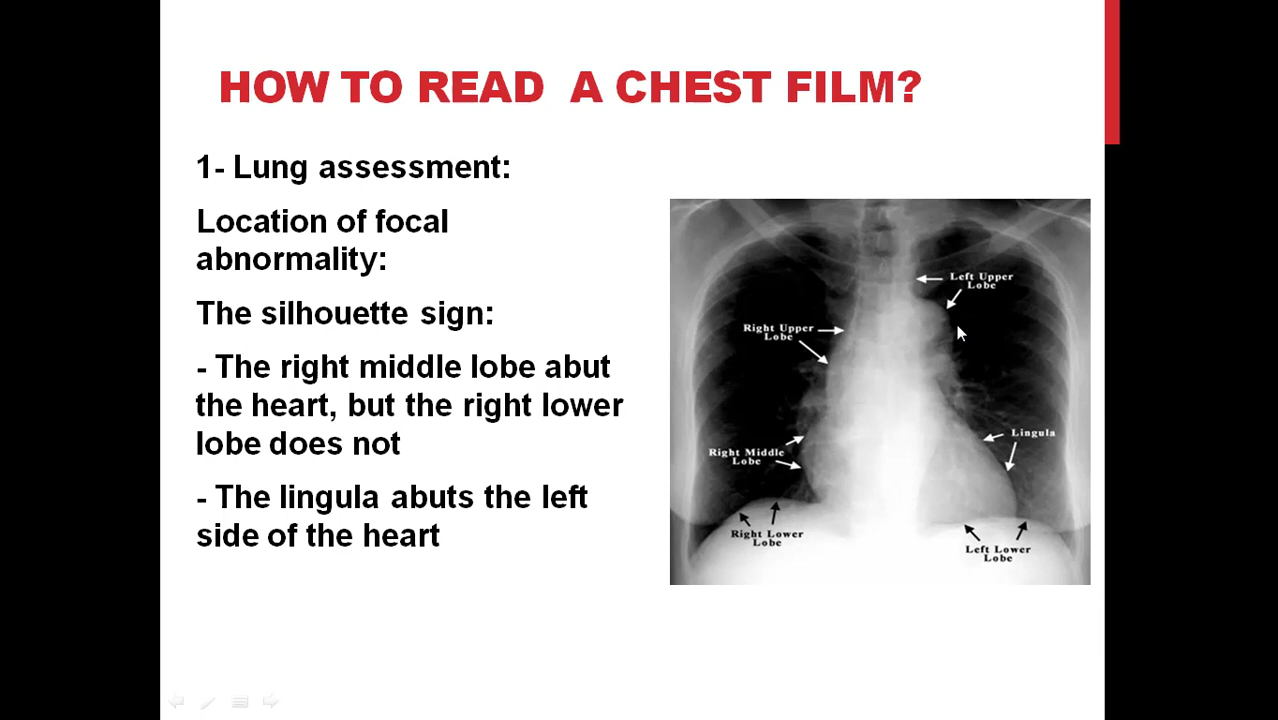 HOW TO READ A CHEST FILM?
1- Lung assessment:
Location of focal
abnormality:
The silhouette sign:
- The right middle lobe abut
the heart, but the right lower
lobe does not
- The lingula abuts the left
side of the heart
Left Upper
Lobe
Right Upper
Lobe
Lingula
Right Middle
Lobe
Right Lower
Lobe
Left Lower
Lobe